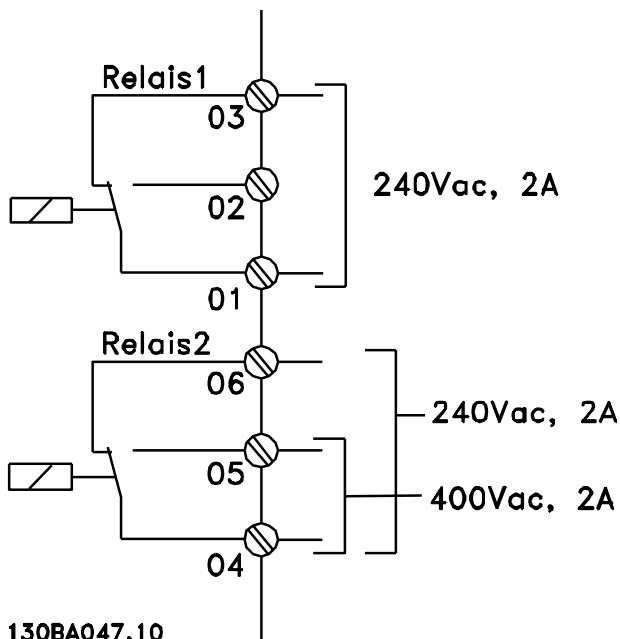 Relais1
03
02
240Vac, 2A
01
Relais2
06
240Vac, 2A
05
400Vac, 2A
04
130BA047.10